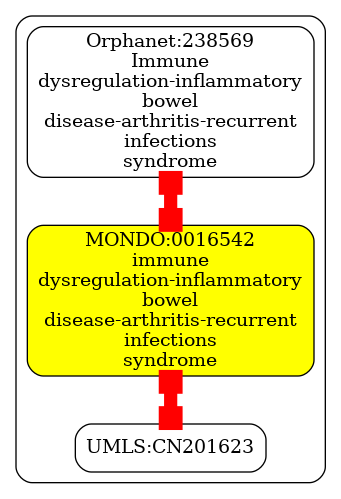 Orphanet:238569
Immune
dysregulation-inflammatory
bowel
disease-arthritis-recurrent
infections
syndrome
MONDO:0016542
immune
dysregulation-inflammatory
bowel
disease-arthritis-recurrent
infections
syndrome
UMLS:CN201623